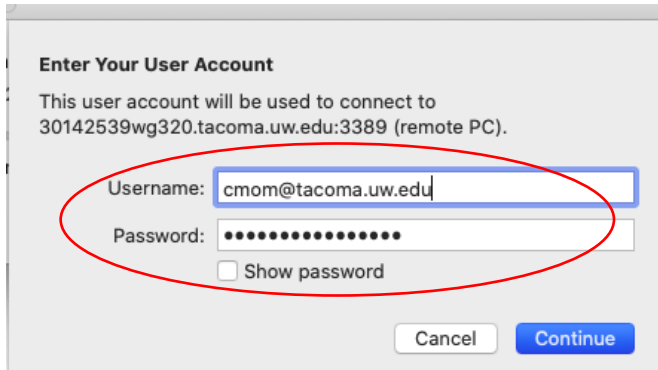 Enter Your User Account
This user account will be used to connect to
30142539wg320.tacoma.uw.edu:3389 (remote PC).
Username: cmom@tacoma.uw.edu
Password: ••••••••••••••••
Show password
Cancel Continue